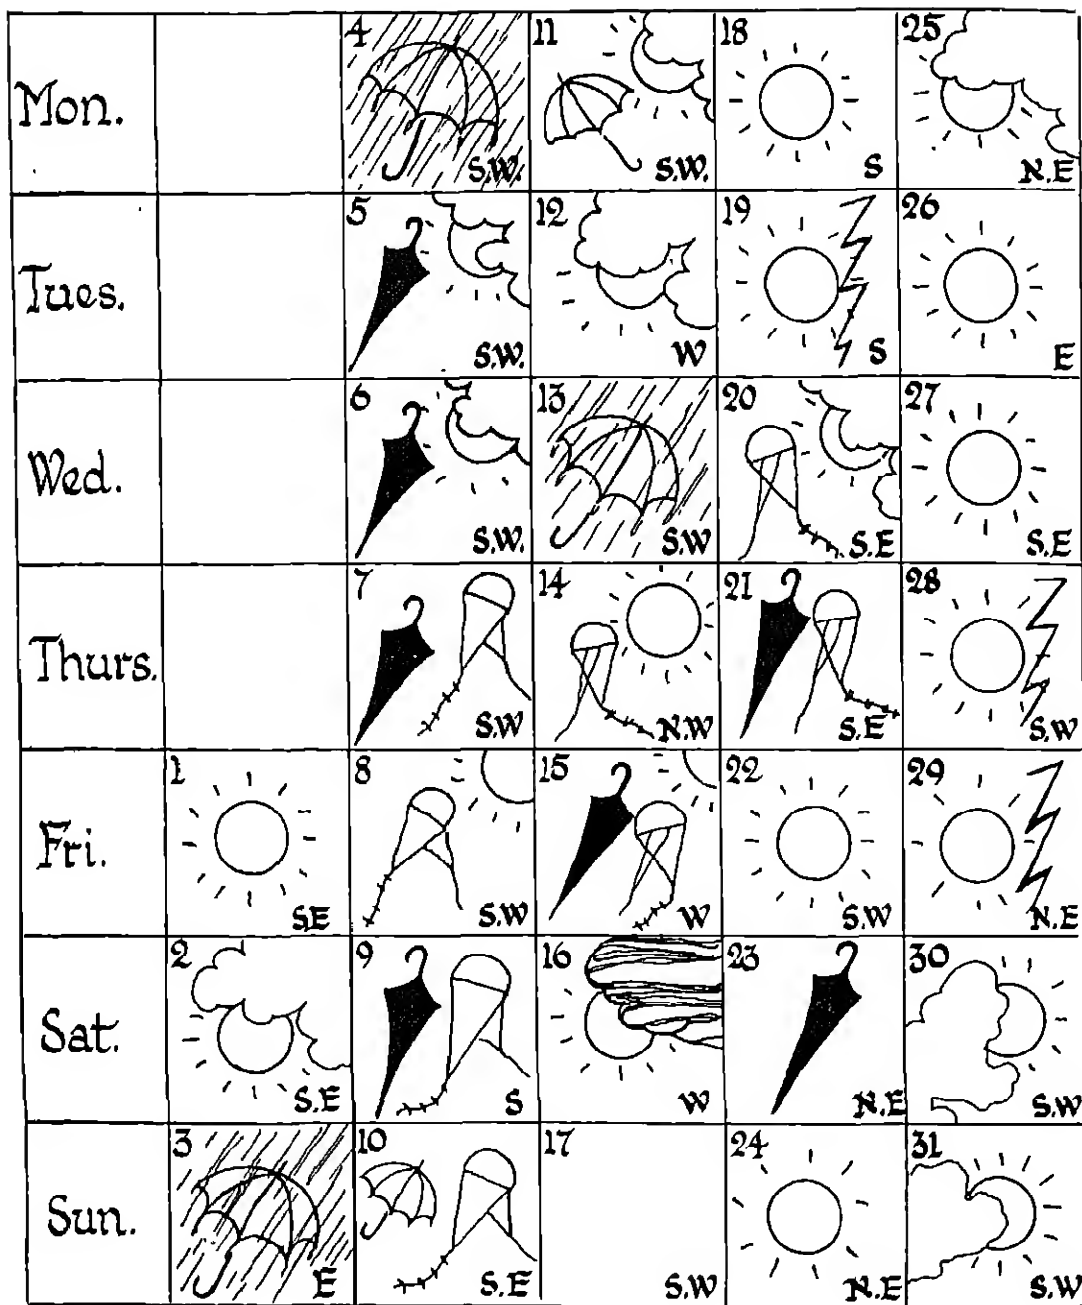 Mon. 4 S.W. 11 S.W. 18 S 25 N.E
Tues. 5 S.W. 12 W 19 S 26 E
Wed. 6 S.W. 13 S.W 20 S.E 27 S.E
Thurs. 7 S.W 14 N.W 21 S.E 28 S.W
Fri. 1 S.E 8 S.W 15 W 22 S.W 29 N.E
Sat. 2 S.E 9 S 16 W 23 N.E 30 S.W
Sun. 3 E 10 S.E 17 S.W 24 N.E 31 S.W